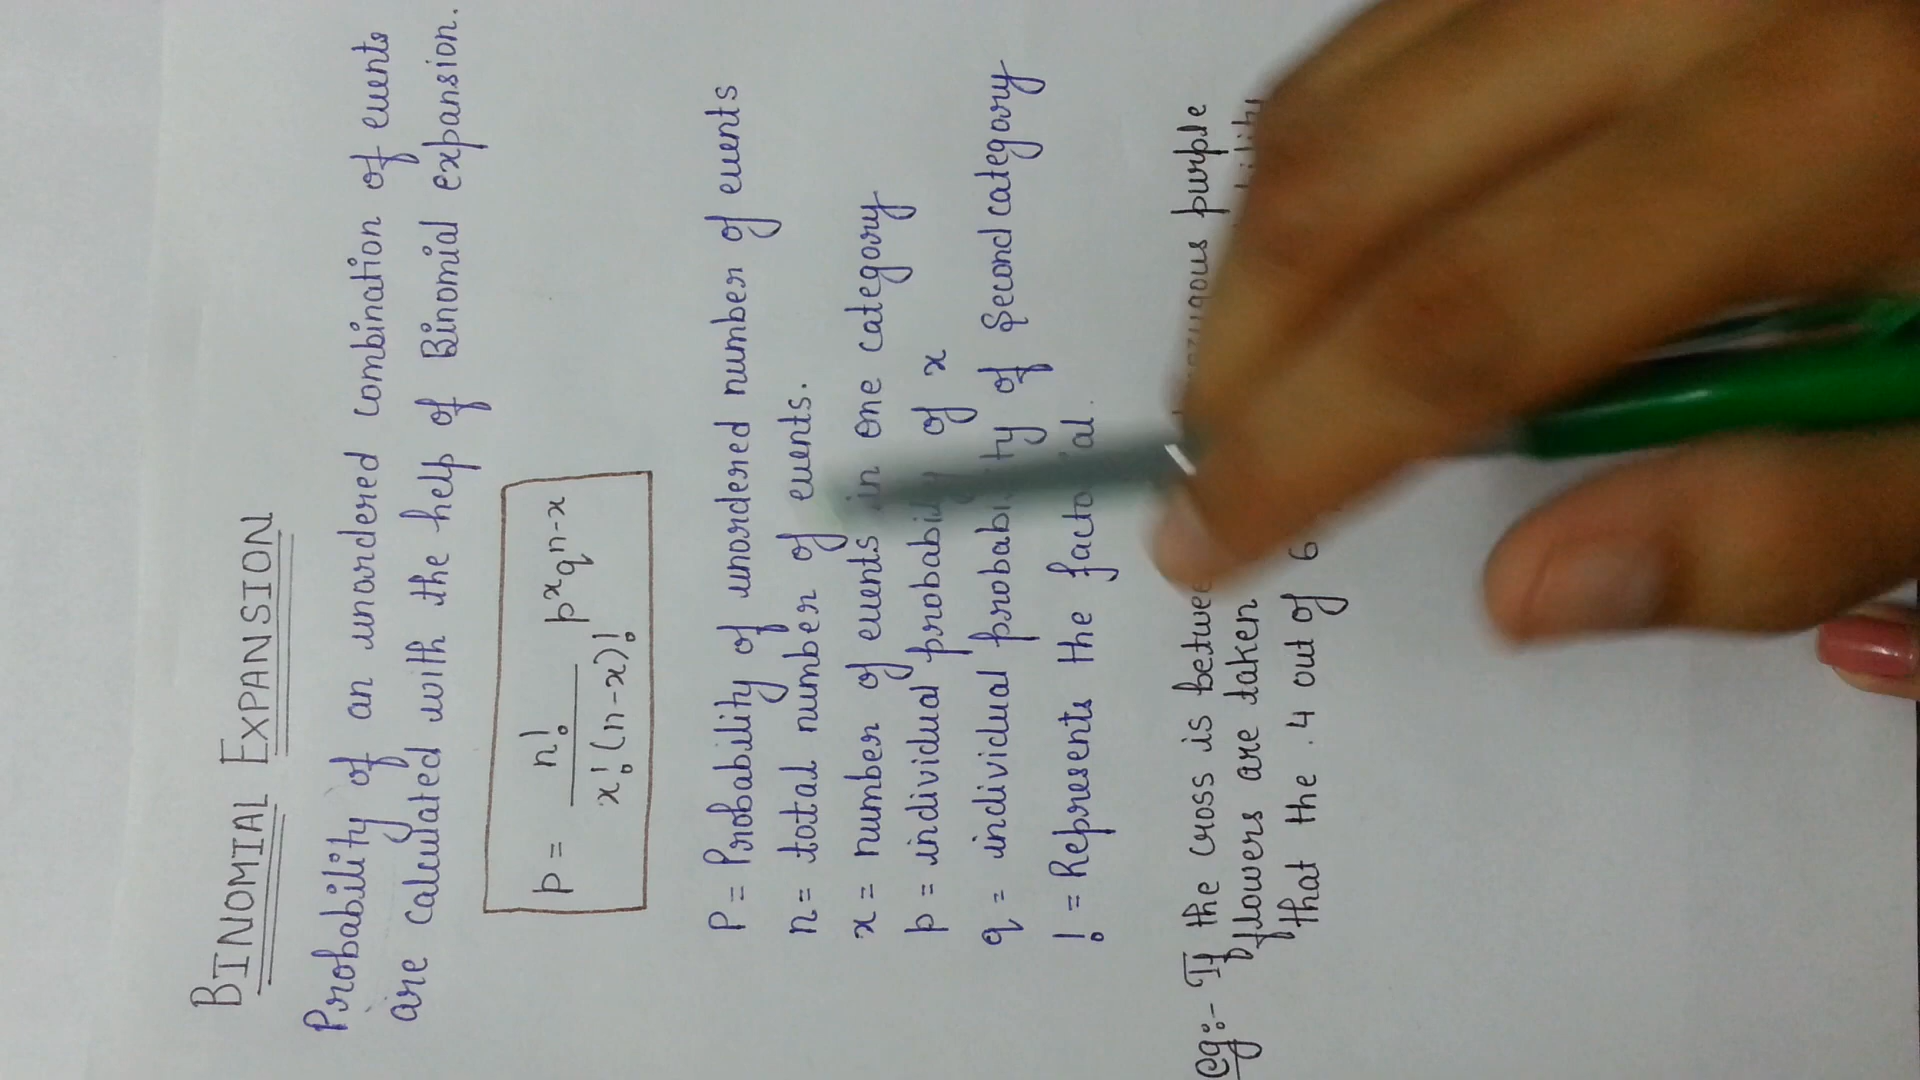 BINOMIAL EXPANSION
Probability of an unordered combination of events
are calculated with the help of Binomial expansion.
p = n! / x!(n-x)! p^x q^n-x
P = Probability of unordered number of events
n = total number of events.
x = number of events in one category
p = individual probability of x
q = individual probability of second category
! = Represents the factorial.
eg:- If the cross is between purple
flowers are taken
that the 4 out of 6